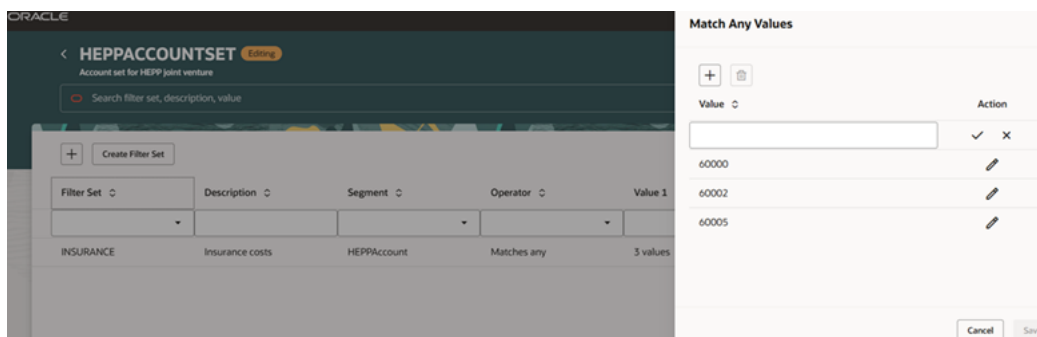 ORACLE
HEPPACCOUNTSET Editing
Account set for HEPP joint venture
Search filter set, description, value
Create Filter Set
Filter Set Description Segment Operator Value 1
INSURANCE Insurance costs HEPPAccount Matches any 3 values
Match Any Values
Value Action
60000
60002
60005
Cancel Sav